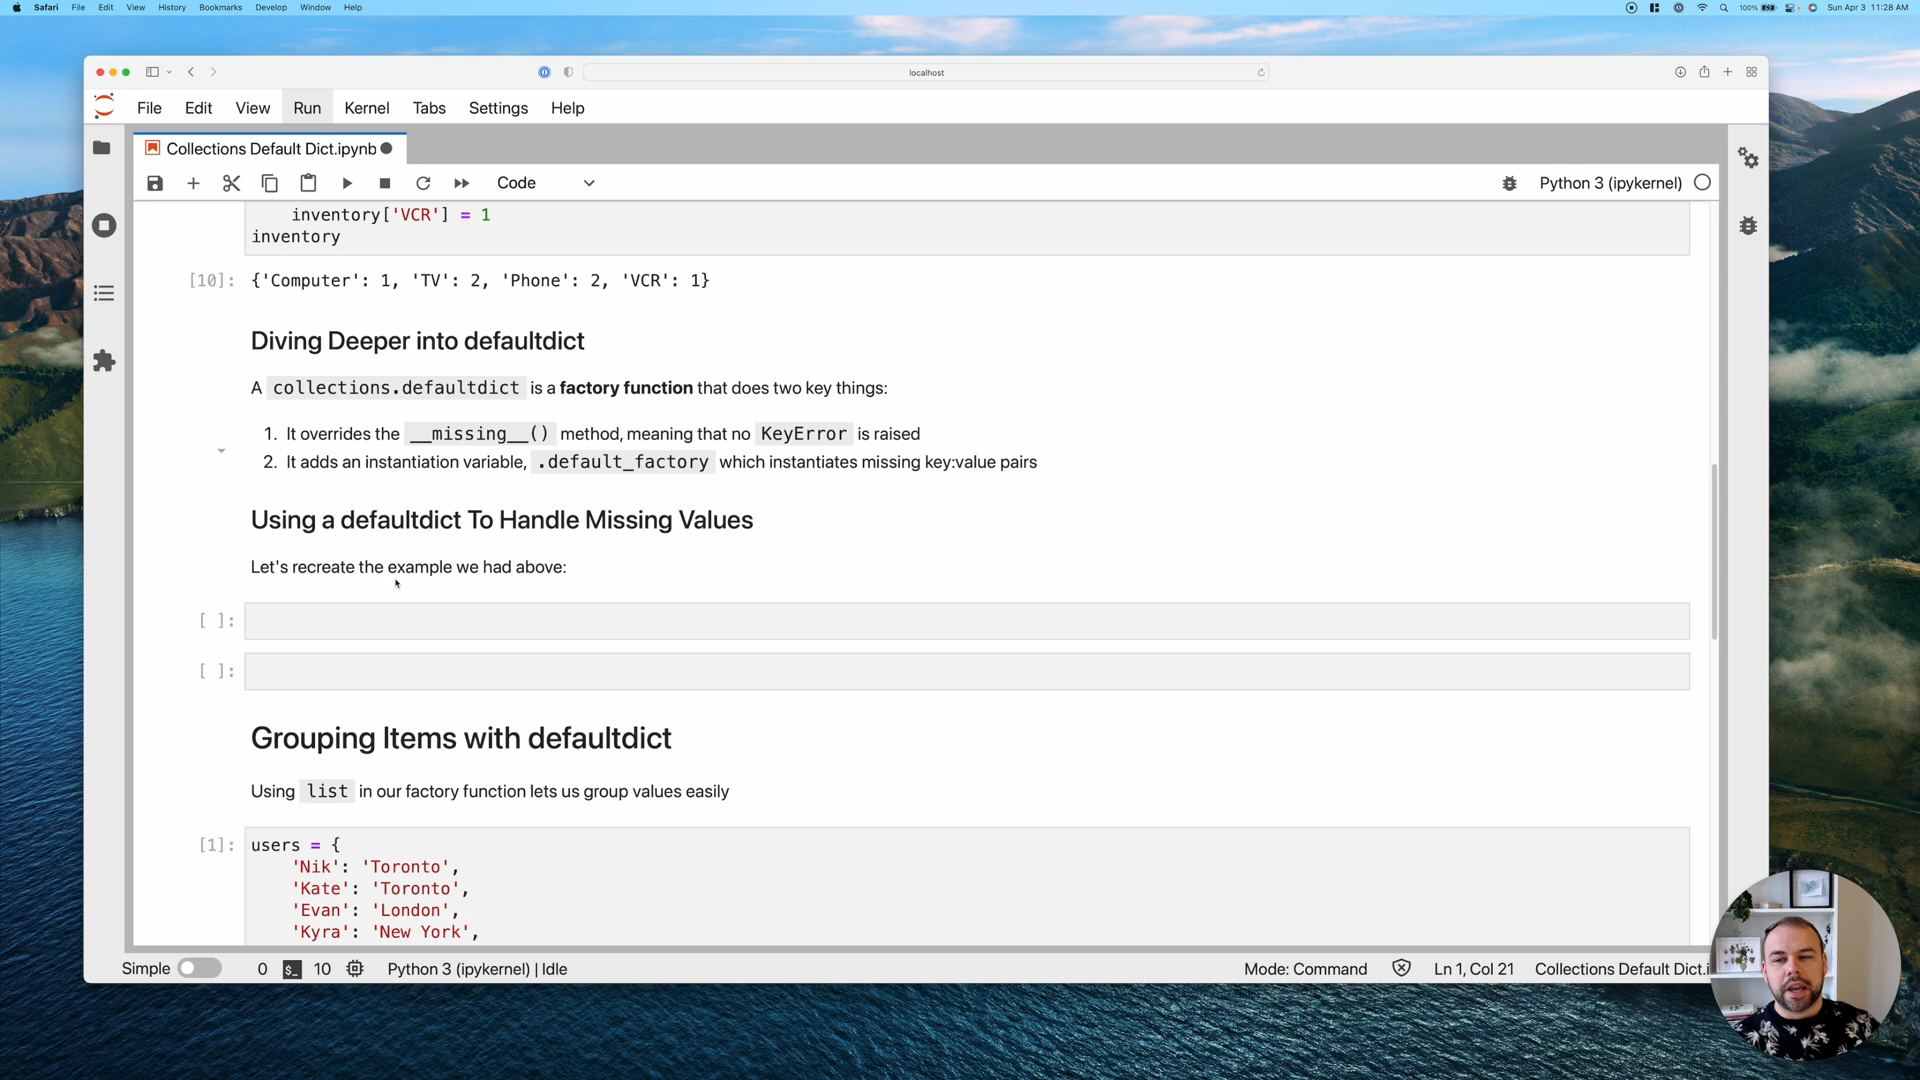 Safari File Edit View History Bookmarks Develop Window Help
100% Sun Apr 3 11:28 AM
localhost
File Edit View Run Kernel Tabs Settings Help
Collections Default Dict.ipynb
Code
Python 3 (ipykernel)
inventory['VCR'] = 1
inventory
[10]: {'Computer': 1, 'TV': 2, 'Phone': 2, 'VCR': 1}
Diving Deeper into defaultdict
A collections.defaultdict is a factory function that does two key things:
1. It overrides the __missing__() method, meaning that no KeyError is raised
2. It adds an instantiation variable, .default_factory which instantiates missing key:value pairs
Using a defaultdict To Handle Missing Values
Let's recreate the example we had above:
[ ]:
[ ]:
Grouping Items with defaultdict
Using list in our factory function lets us group values easily
[1]: users = {
'Nik': 'Toronto',
'Kate': 'Toronto',
'Evan': 'London',
'Kyra': 'New York',
Simple 0 $_ 10 Python 3 (ipykernel) | Idle Mode: Command Ln 1, Col 21 Collections Default Dict.i